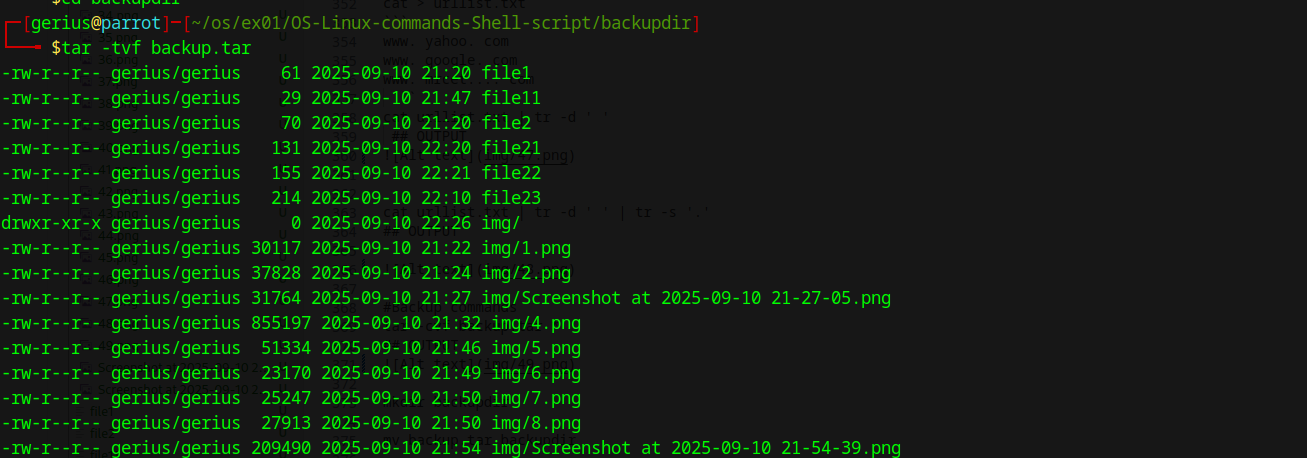 $cd backupdir
┌─[gerius@parrot]─[~/os/ex01/OS-Linux-commands-Shell-script/backupdir]
└──╼ $tar -tvf backup.tar
-rw-r--r-- gerius/gerius    61 2025-09-10 21:20 file1
-rw-r--r-- gerius/gerius    29 2025-09-10 21:47 file11
-rw-r--r-- gerius/gerius    70 2025-09-10 21:20 file2
-rw-r--r-- gerius/gerius   131 2025-09-10 22:20 file21
-rw-r--r-- gerius/gerius   155 2025-09-10 22:21 file22
-rw-r--r-- gerius/gerius   214 2025-09-10 22:10 file23
drwxr-xr-x gerius/gerius     0 2025-09-10 22:26 img/
-rw-r--r-- gerius/gerius 30117 2025-09-10 21:22 img/1.png
-rw-r--r-- gerius/gerius 37828 2025-09-10 21:24 img/2.png
-rw-r--r-- gerius/gerius 31764 2025-09-10 21:27 img/Screenshot at 2025-09-10 21-27-05.png
-rw-r--r-- gerius/gerius 855197 2025-09-10 21:32 img/4.png
-rw-r--r-- gerius/gerius  51334 2025-09-10 21:46 img/5.png
-rw-r--r-- gerius/gerius  23170 2025-09-10 21:49 img/6.png
-rw-r--r-- gerius/gerius  25247 2025-09-10 21:50 img/7.png
-rw-r--r-- gerius/gerius  27913 2025-09-10 21:50 img/8.png
-rw-r--r-- gerius/gerius 209490 2025-09-10 21:54 img/Screenshot at 2025-09-10 21-54-39.png